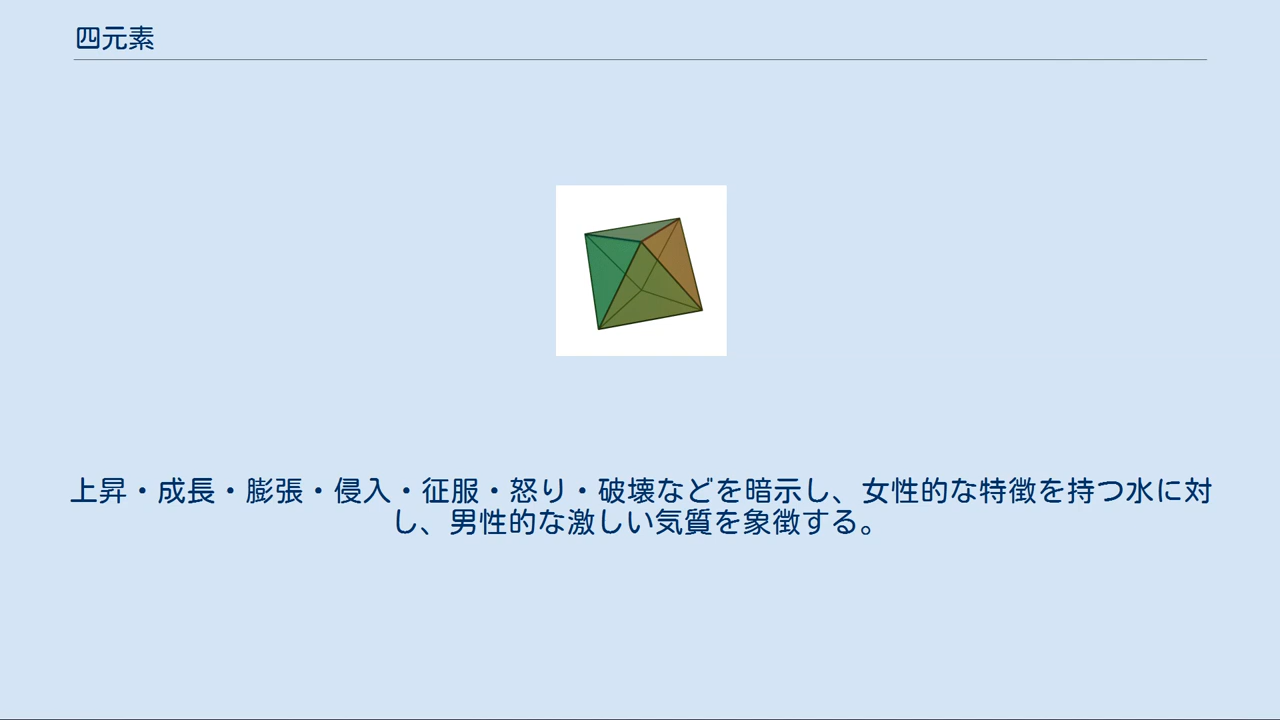 四元素
上昇・成長・膨張・侵入・征服・怒り・破壊などを暗示し、女性的な特徴を持つ水に対
し、男性的な激しい気質を象徴する。